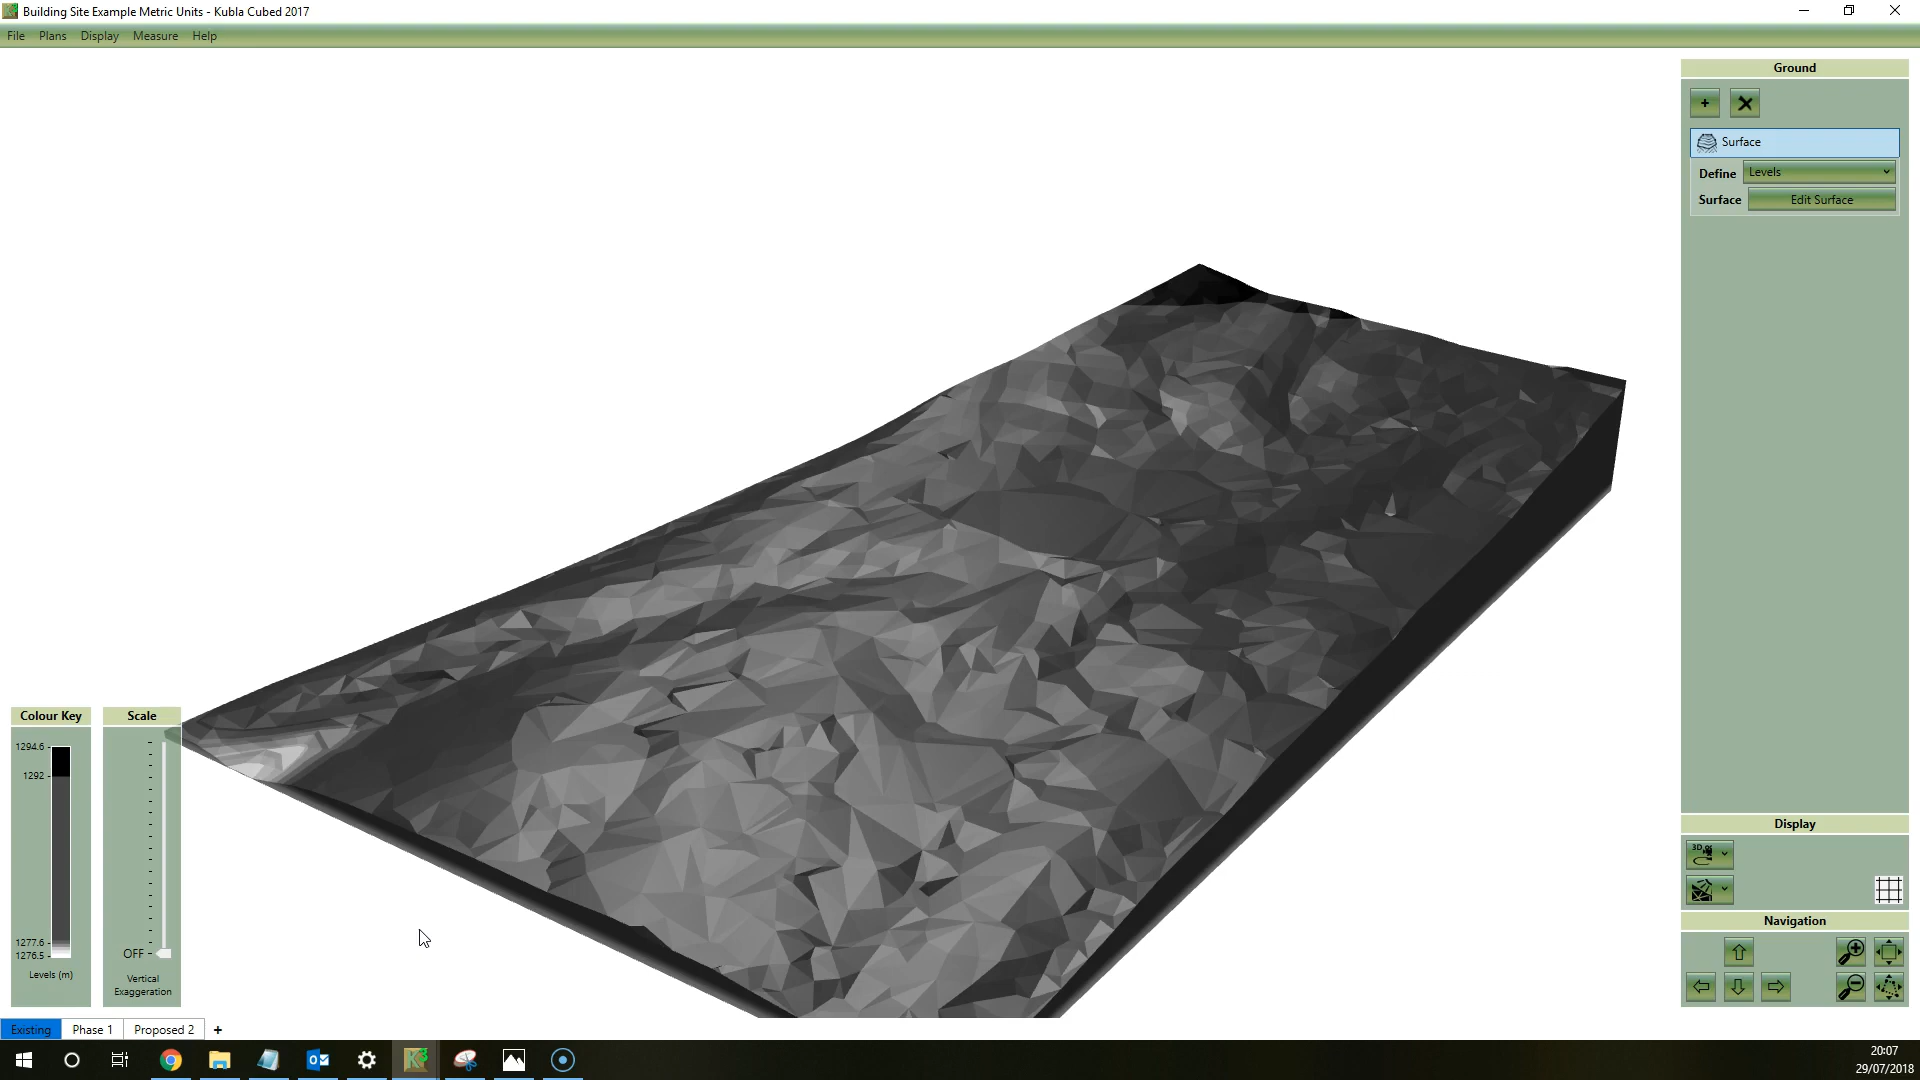 Building Site Example Metric Units - Kubla Cubed 2017
File Plans Display Measure Help
Ground
+
Surface
Define Levels
Surface Edit Surface
Colour Key
1294.6
1292
1277.6
1276.5
Levels (m)
Scale
OFF
Vertical
Exaggeration
Display
3D
Navigation
Existing Phase 1 Proposed 2 +
20:07
29/07/2018